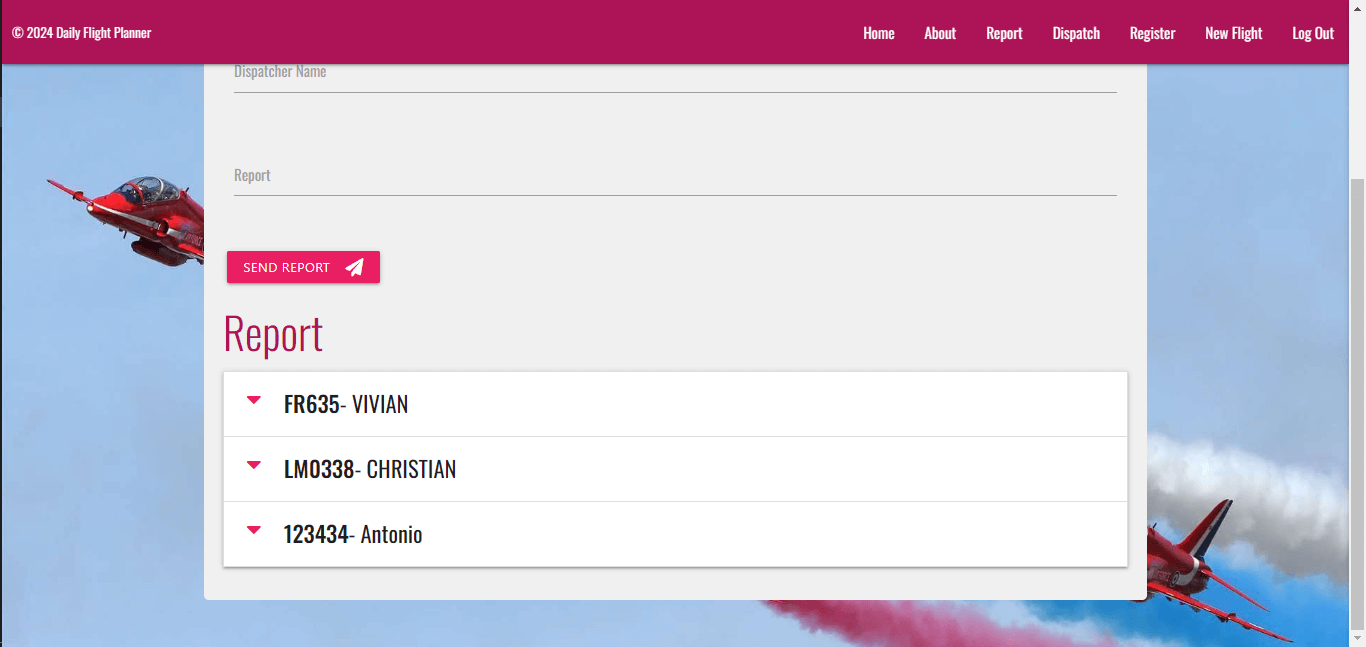 © 2024 Daily Flight Planner
Home About Report Dispatch Register New Flight Log Out
Dispatcher Name
Report
SEND REPORT
Report
FR635- VIVIAN
LM0338- CHRISTIAN
123434- Antonio